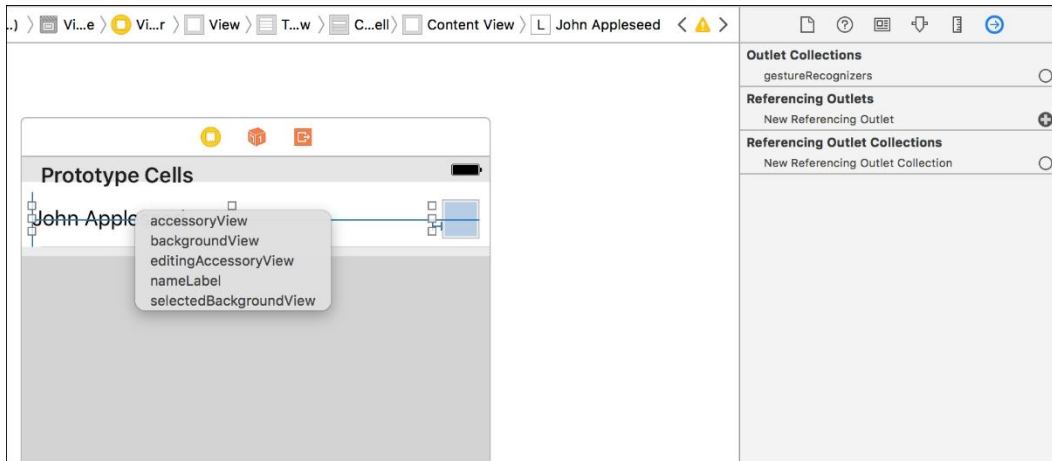 ..) Vi...e Vi...r View T...w C...ell Content View L John Appleseed
Outlet Collections
gestureRecognizers
Referencing Outlets
New Referencing Outlet
Referencing Outlet Collections
New Referencing Outlet Collection
Prototype Cells
John Apple
accessoryView
backgroundView
editingAccessoryView
nameLabel
selectedBackgroundView